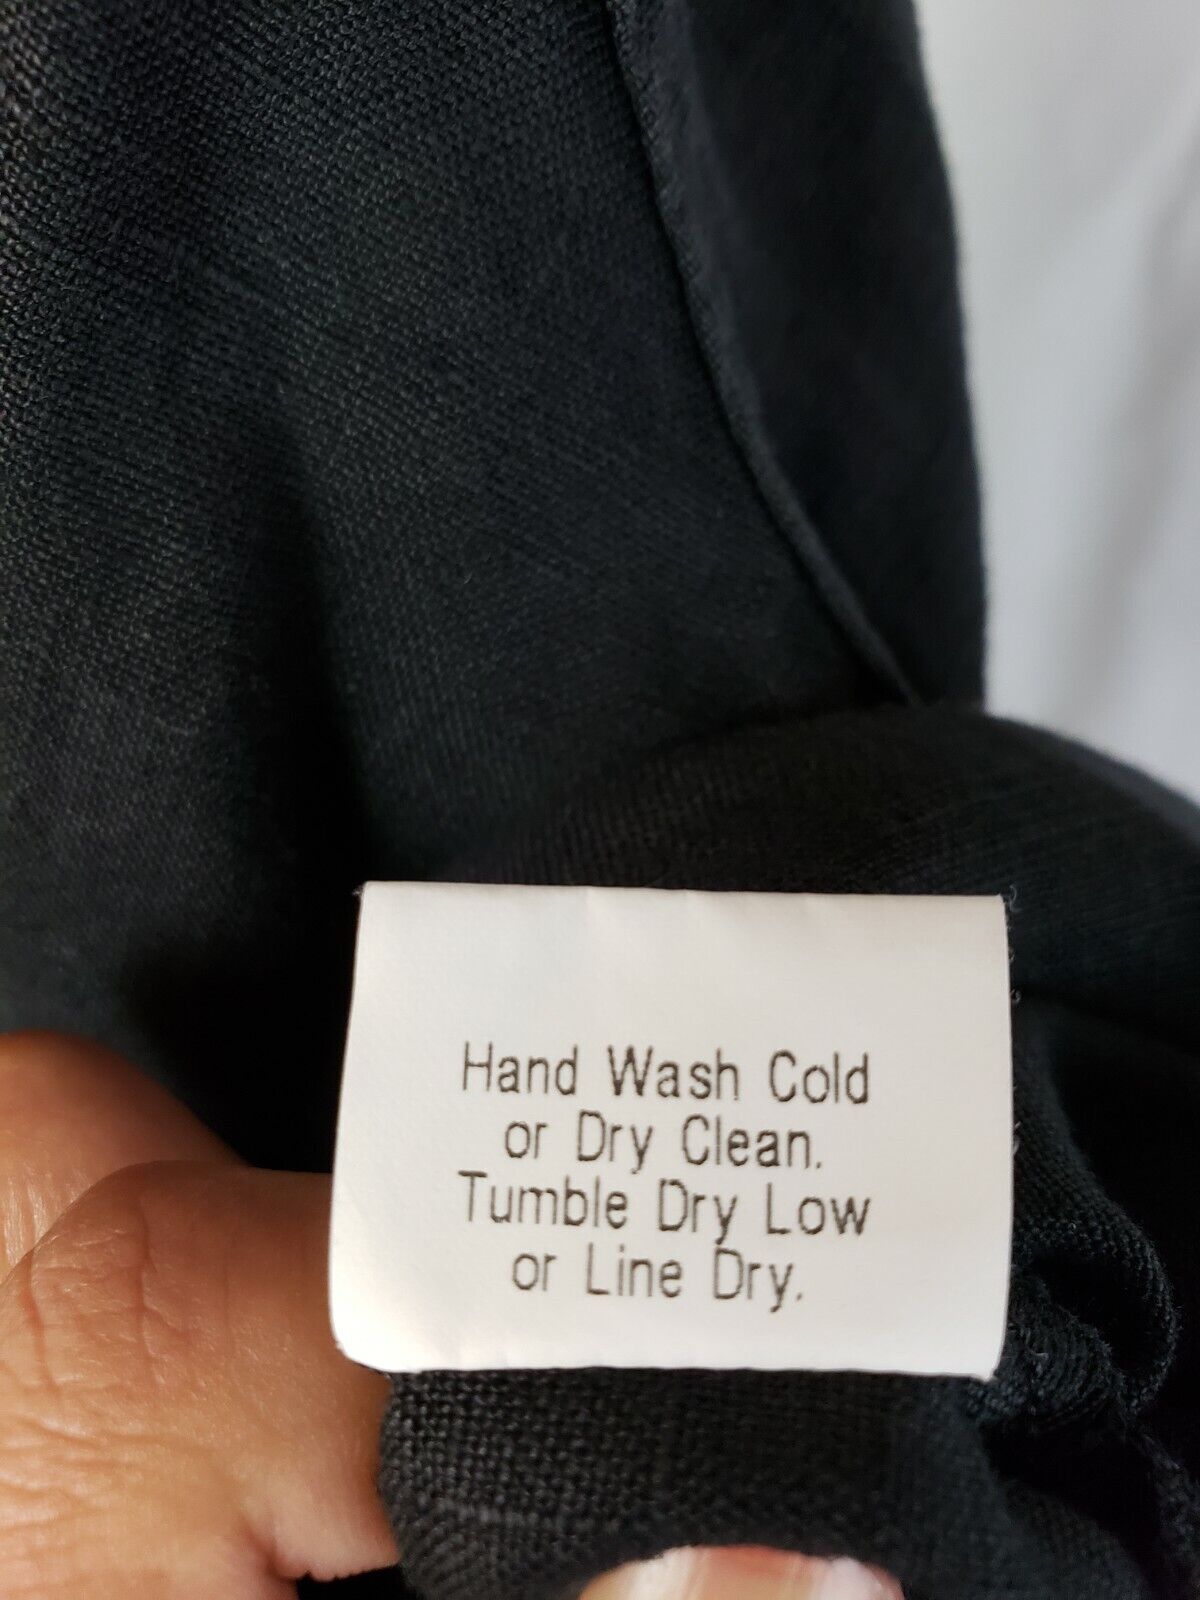 Hand Wash Cold
or Dry Clean.
Tumble Dry Low
or Line Dry.